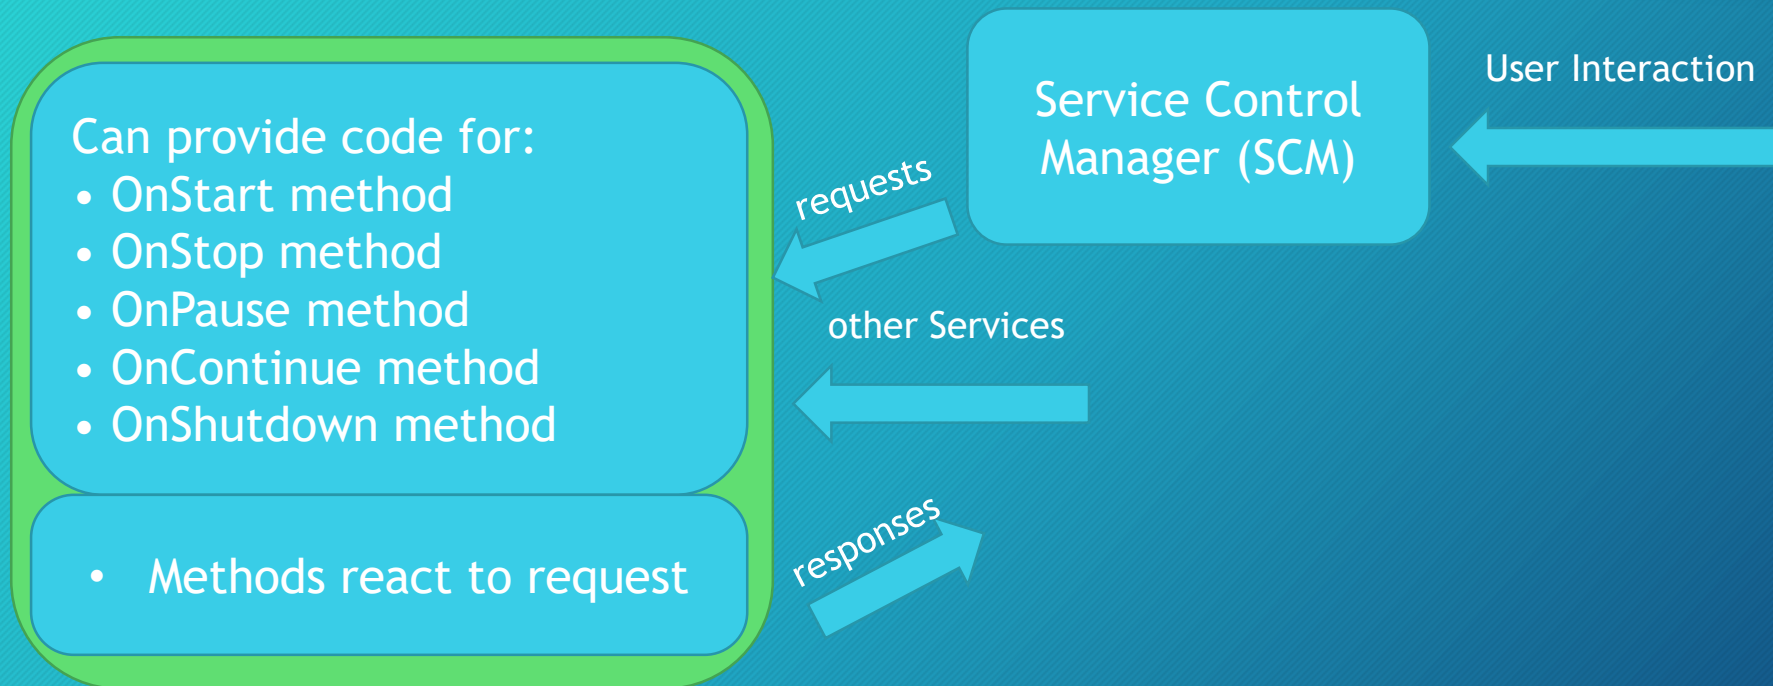 Can provide code for:
• OnStart method
• OnStop method
• OnPause method
• OnContinue method
• OnShutdown method
• Methods react to request
requests
other Services
responses
Service Control
Manager (SCM)
User Interaction